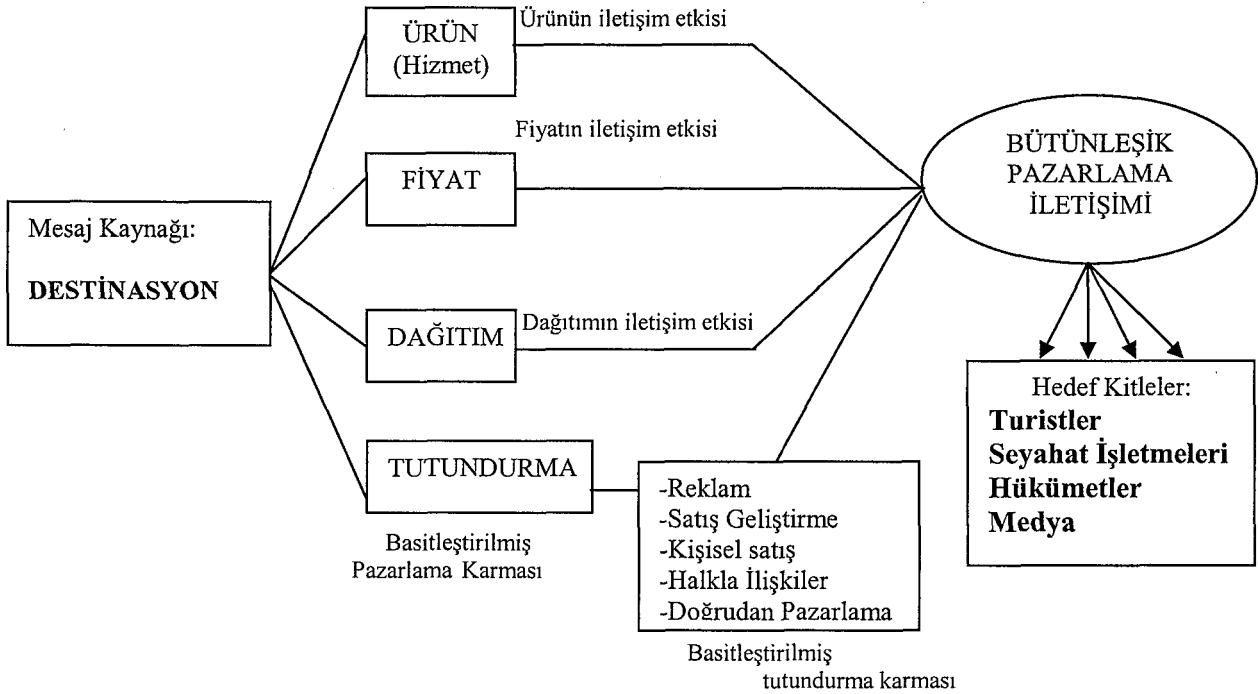 Mesaj Kaynağı:
DESTİNASYON
ÜRÜN
(Hizmet)
Ürünün iletişim etkisi
FİYAT
Fiyatın iletişim etkisi
DAĞITIM
Dağıtımın iletişim etkisi
TUTUNDURMA
Basitleştirilmiş
Pazarlama Karması
-Reklam
-Satış Geliştirme
-Kişisel satış
-Halkla İlişkiler
-Doğrudan Pazarlama
Basitleştirilmiş
tutundurma karması
BÜTÜNLEŞİK
PAZARLAMA
İLETİŞİMİ
Hedef Kitleler:
Turistler
Seyahat İşletmeleri
Hükümetler
Medya